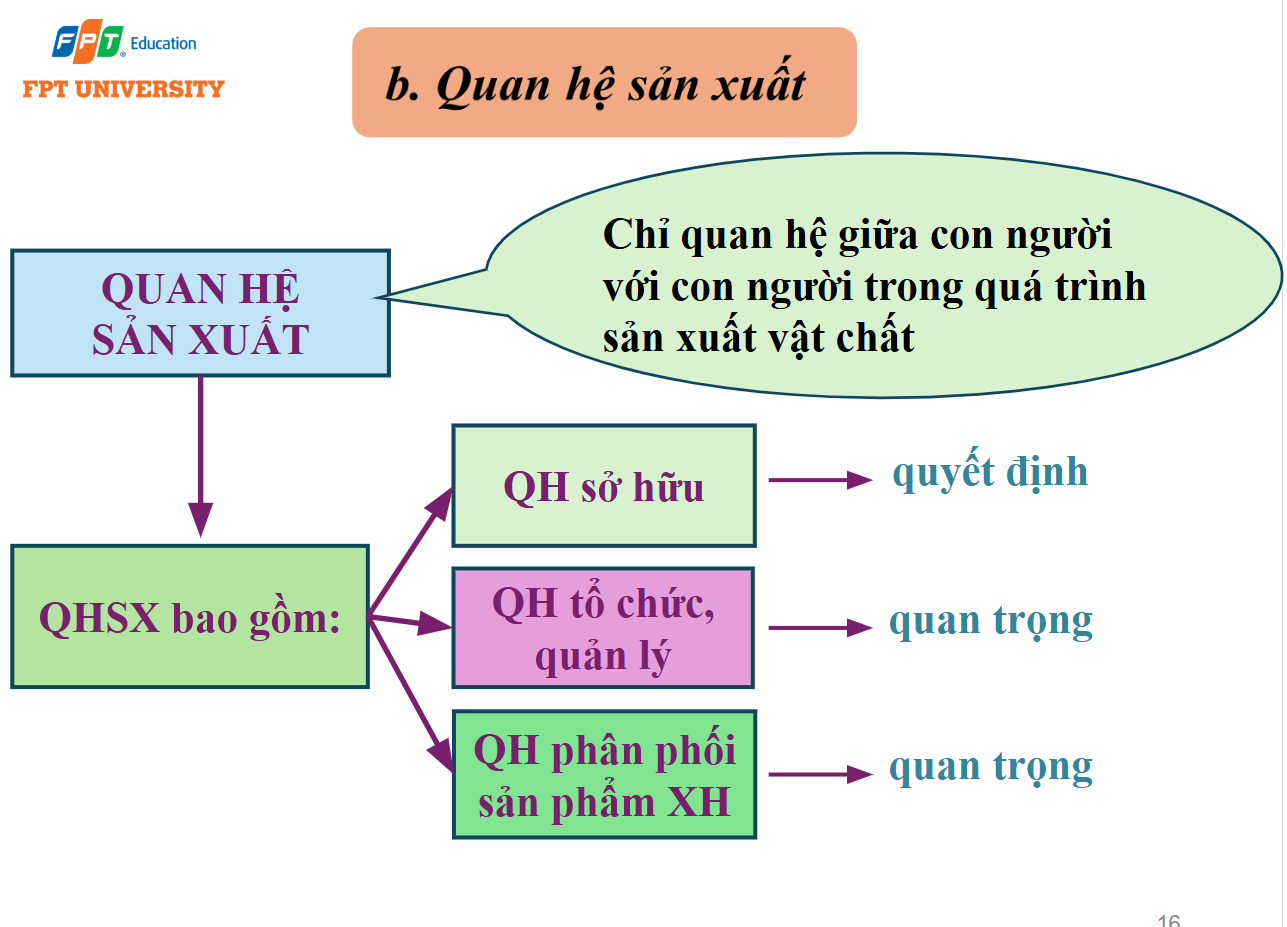 FPT Education
FPT UNIVERSITY
b. Quan hệ sản xuất
Chỉ quan hệ giữa con người
với con người trong quá trình
sản xuất vật chất
QUAN HỆ
SẢN XUẤT
QHSX bao gồm:
QH sở hữu
quyết định
QH tổ chức,
quản lý
quan trọng
QH phân phối
sản phẩm XH
quan trọng
16